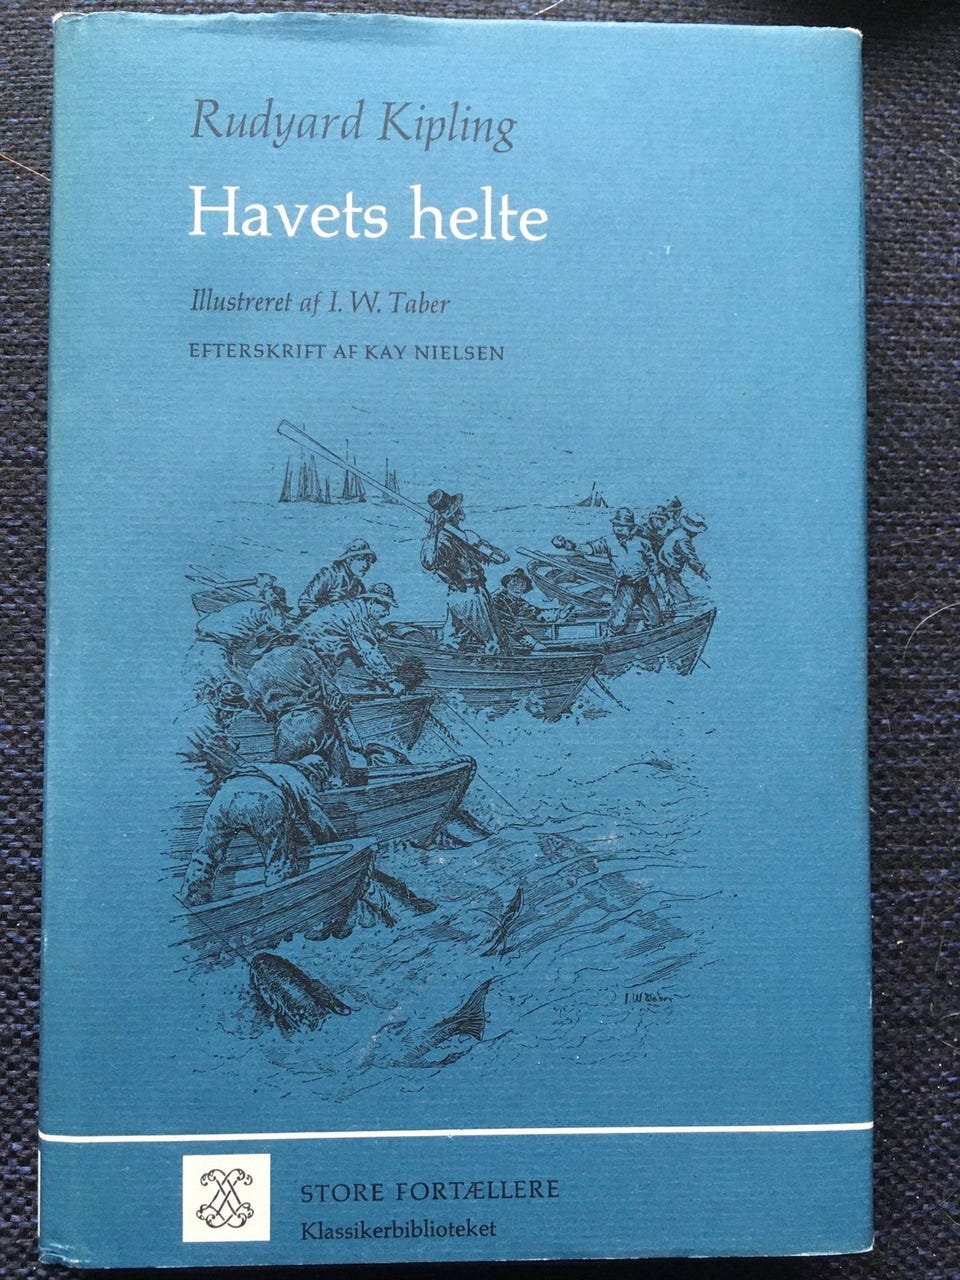 Rudyard Kipling
Havets helte
Illustreret af I. W. Taber
EFTERSKRIFT AF KAY NIELSEN
I. W. Taber
STORE FORTÆLLERE
Klassikerbiblioteket